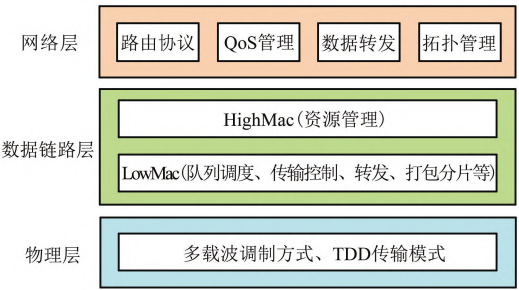 网络层
路由协议 QoS管理 数据转发 拓扑管理
数据链路层
HighMac(资源管理)
LowMac(队列调度、传输控制、转发、打包分片等)
物理层
多载波调制方式、TDD传输模式